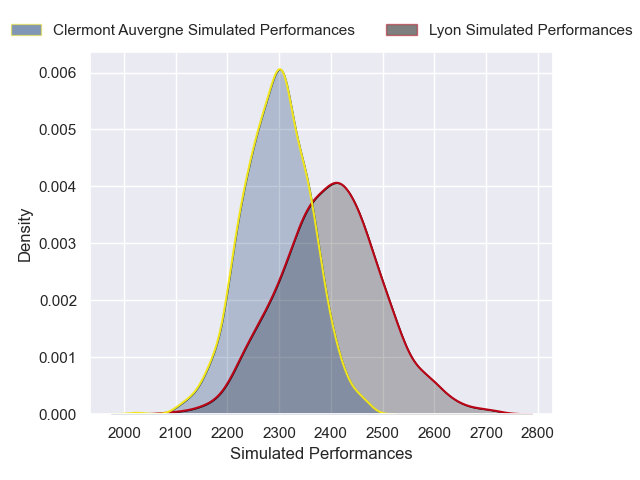 Clermont Auvergne Simulated Performances
Lyon Simulated Performances
0.006
0.005
0.004
0.003
0.002
0.001
0.000
Density
2000 2100 2200 2300 2400 2500 2600 2700 2800
Simulated Performances